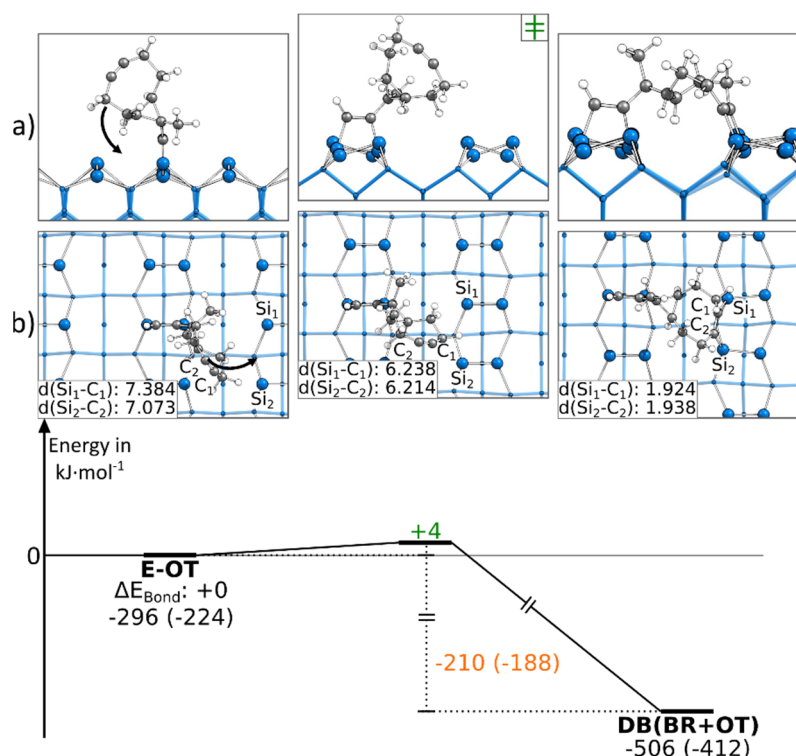 a)
b)
Si1
C2
C1
Si2
d(Si1-C1): 7.384
d(Si2-C2): 7.073
Si1
C2
C1
Si2
d(Si1-C1): 6.238
d(Si2-C2): 6.214
C1
Si1
C2
Si2
d(Si1-C1): 1.924
d(Si2-C2): 1.938
Energy in
kJ·mol⁻¹
+4
0
E-OT
ΔEBond: +0
-296 (-224)
-210 (-188)
DB(BR+OT)
-506 (-412)